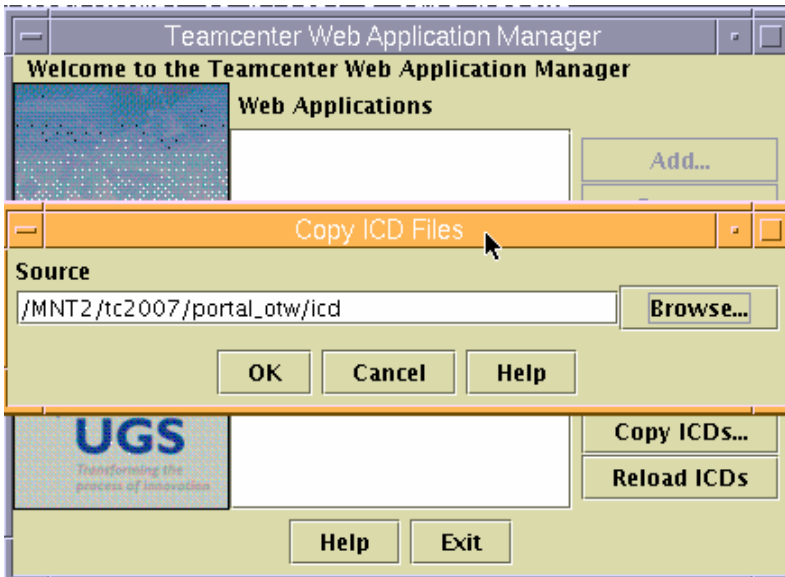 Teamcenter Web Application Manager
Welcome to the Teamcenter Web Application Manager
Web Applications
Add...
Copy ICD Files
Source
/MNT2/tc2007/portal_otw/icd
Browse...
OK Cancel Help
UGS
Transforming the
process of innovation
Copy ICDs...
Reload ICDs
Help Exit